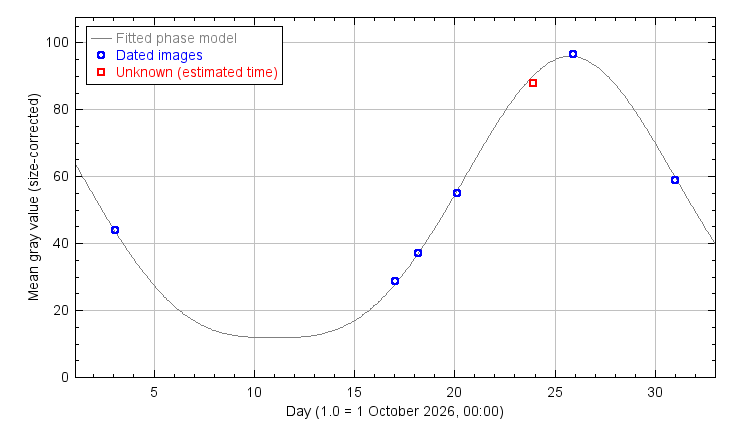 Fitted phase model
Dated images
Unknown (estimated time)
Mean gray value (size-corrected)
100
80
60
40
20
0
5
10
15
20
25
30
Day (1.0 = 1 October 2026, 00:00)